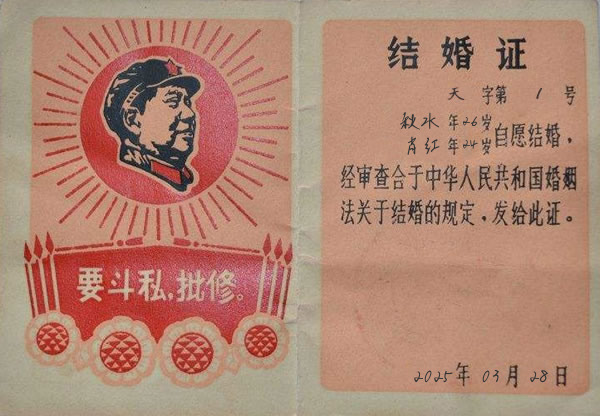 要斗私,批修。
结婚证
天 字第 1 号
秋水 年26岁
肖红 年24岁 自愿结婚,
经审查合于中华人民共和国婚姻
法关于结婚的规定,发给此证。
2025年 03月 28日